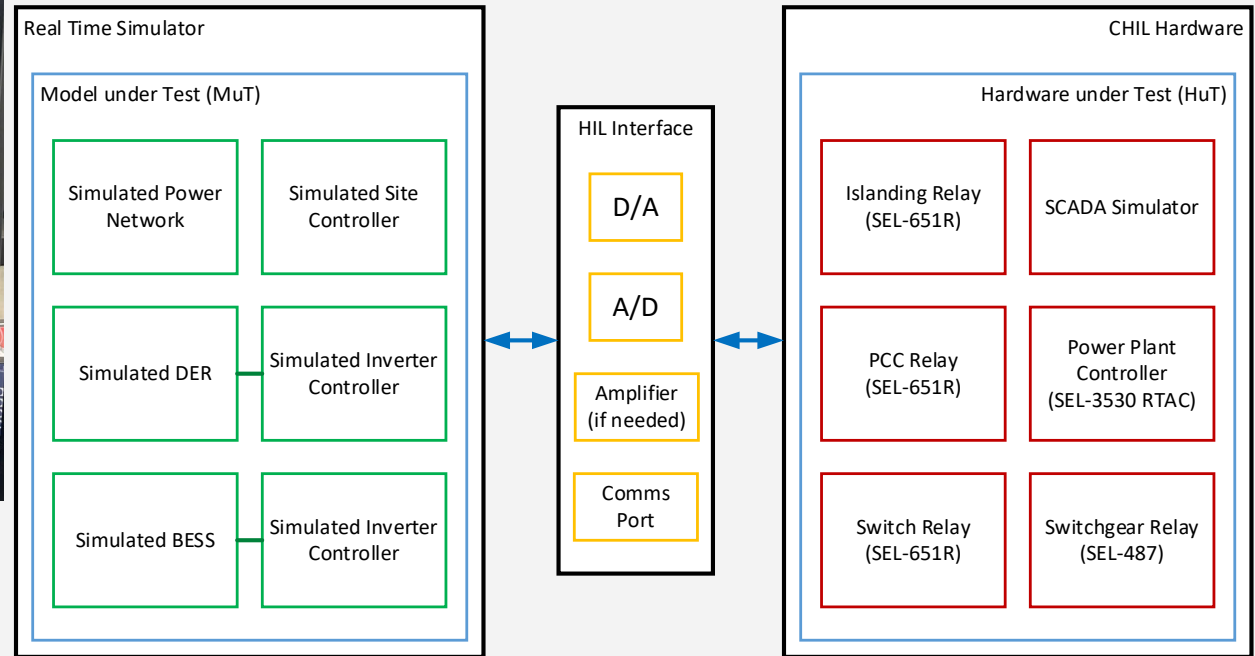 Real Time Simulator
Model under Test (MuT)
Simulated Power
Network
Simulated Site
Controller
Simulated DER
Simulated Inverter
Controller
Simulated BESS
Simulated Inverter
Controller
HIL Interface
D/A
A/D
Amplifier
(if needed)
Comms
Port
CHIL Hardware
Hardware under Test (HuT)
Islanding Relay
(SEL-651R)
SCADA Simulator
PCC Relay
(SEL-651R)
Power Plant
Controller
(SEL-3530 RTAC)
Switch Relay
(SEL-651R)
Switchgear Relay
(SEL-487)